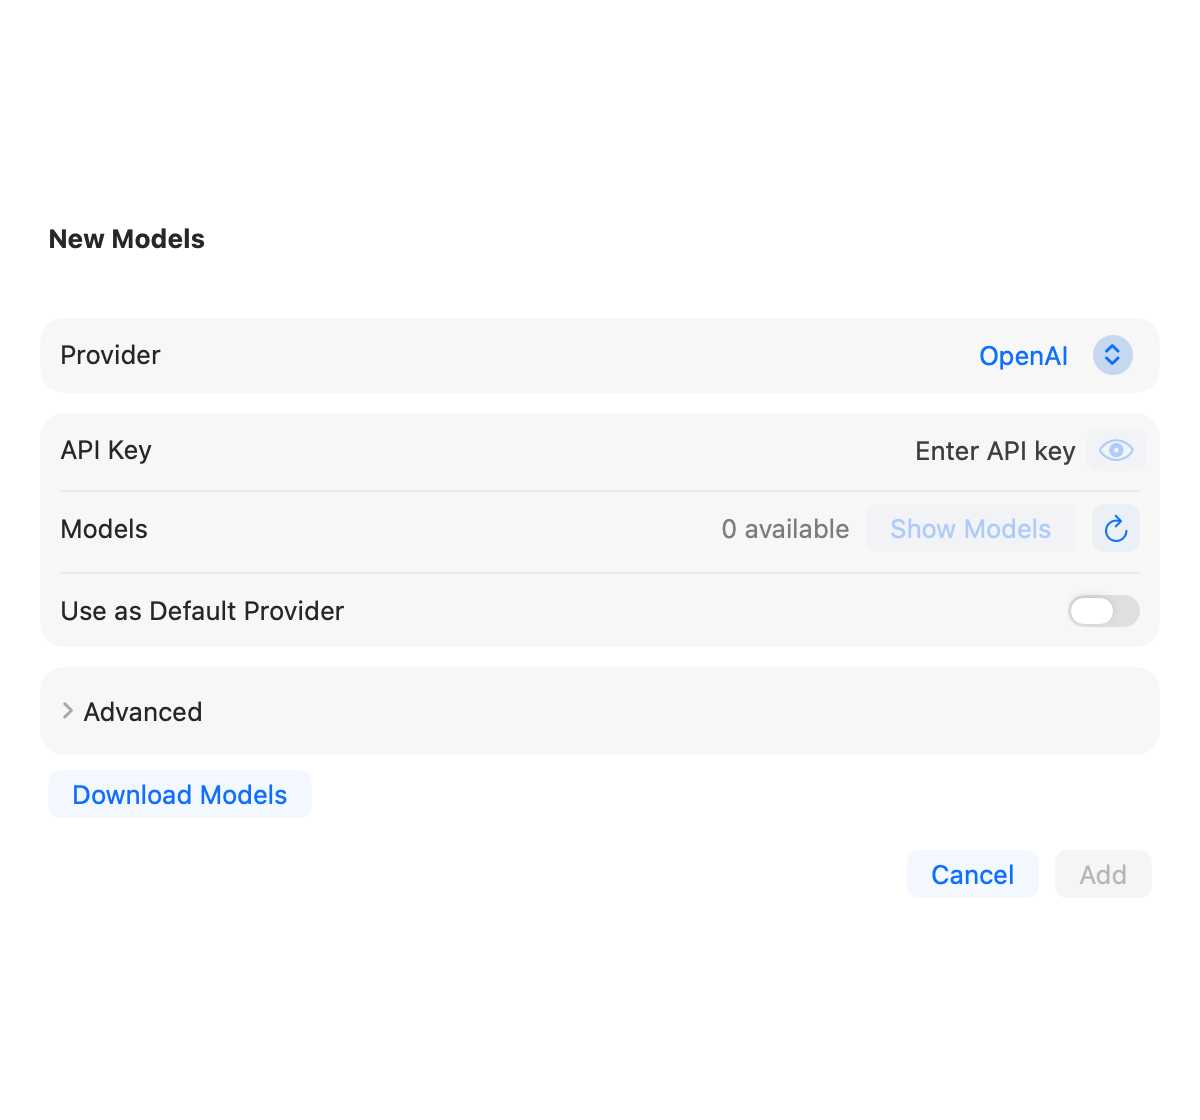 New Models
Provider OpenAI
API Key Enter API key
Models 0 available Show Models
Use as Default Provider
Advanced
Download Models
Cancel Add